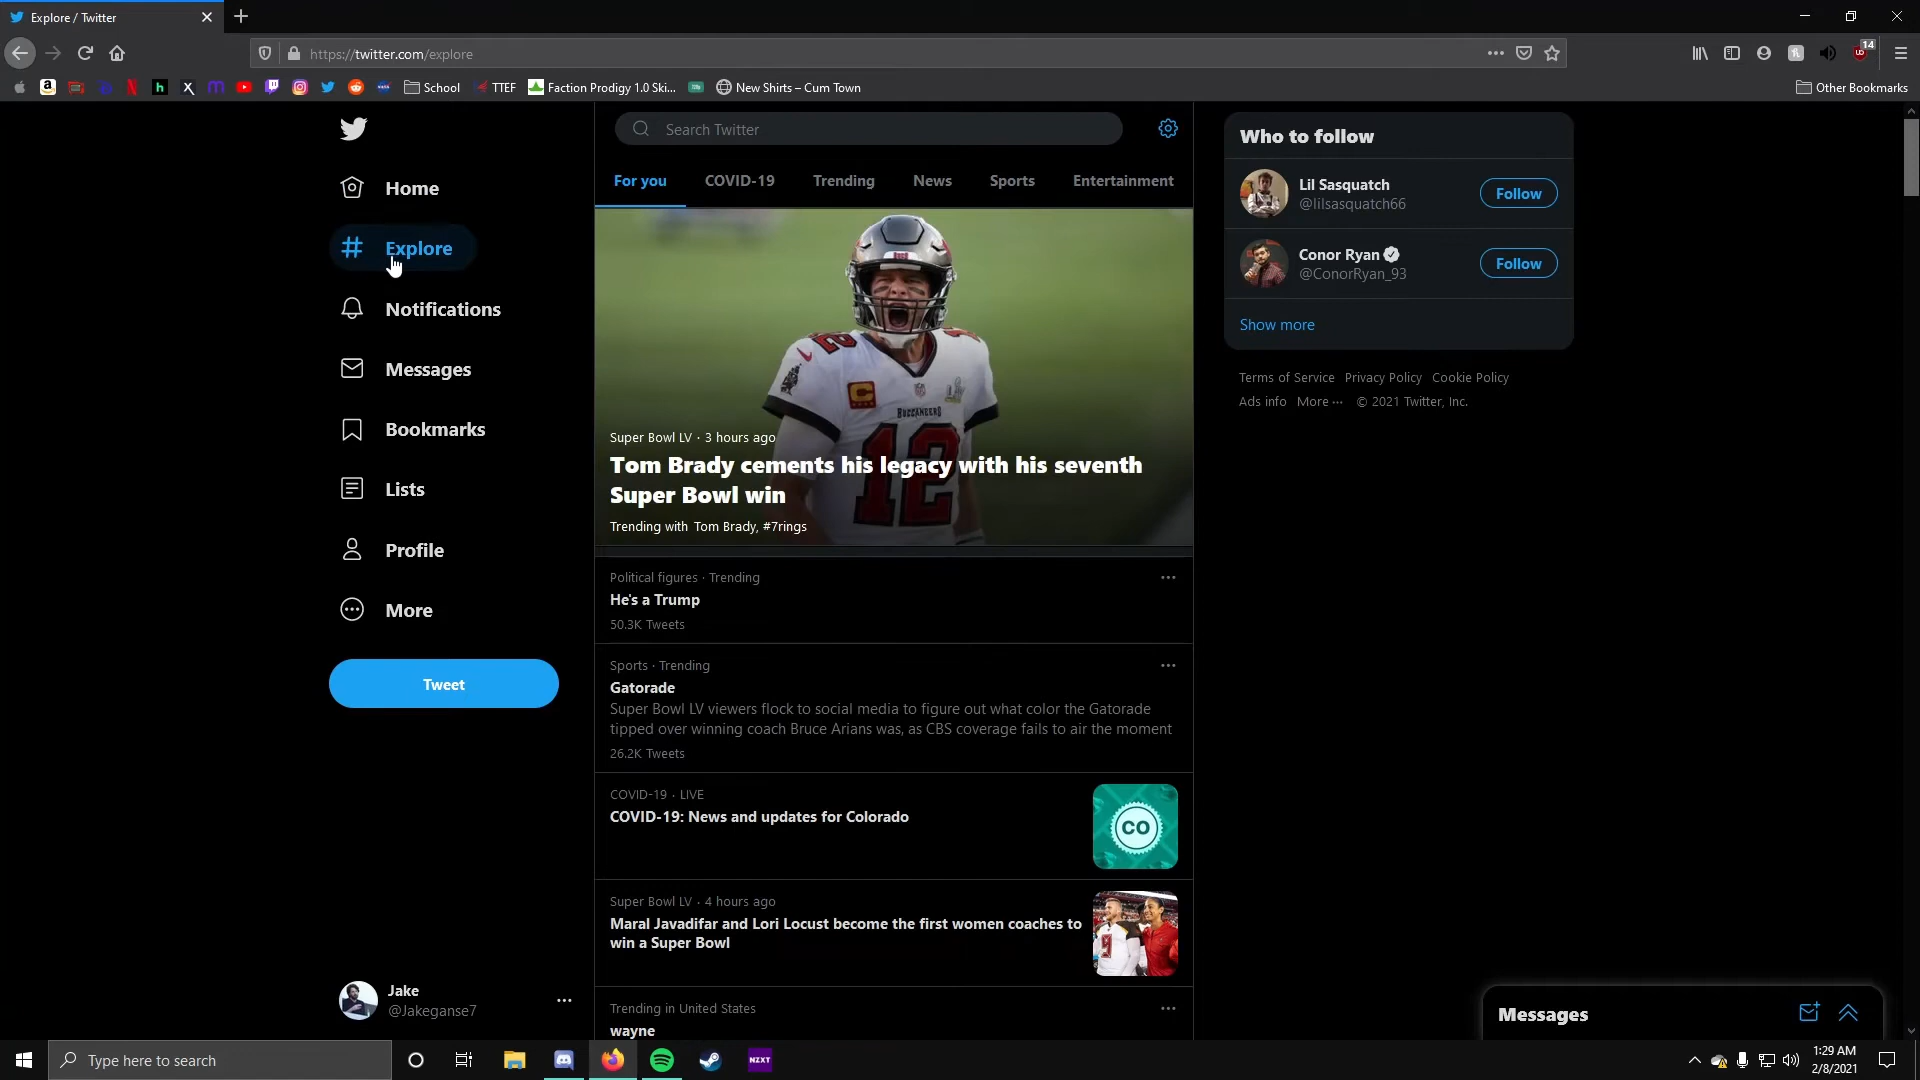 Explore / Twitter
https://twitter.com/explore
14
School
TTEF
Faction Prodigy 1.0 Ski...
New Shirts – Cum Town
Other Bookmarks
Home
Explore
Notifications
Messages
Bookmarks
Lists
Profile
More
Tweet
Jake
@Jakeganse7
Search Twitter
For you
COVID-19
Trending
News
Sports
Entertainment
BUCCANEERS
12
Super Bowl LV · 3 hours ago
Tom Brady cements his legacy with his seventh
Super Bowl win
Trending with Tom Brady, #7rings
Political figures · Trending
He's a Trump
50.3K Tweets
Sports · Trending
Gatorade
Super Bowl LV viewers flock to social media to figure out what color the Gatorade
tipped over winning coach Bruce Arians was, as CBS coverage fails to air the moment
26.2K Tweets
COVID-19 · LIVE
COVID-19: News and updates for Colorado
CO
Super Bowl LV · 4 hours ago
Maral Javadifar and Lori Locust become the first women coaches to
win a Super Bowl
9
Trending in United States
wayne
Who to follow
Lil Sasquatch
@lilsasquatch66
Follow
Conor Ryan
@ConorRyan_93
Follow
Show more
Terms of Service Privacy Policy Cookie Policy
Ads info More ··· © 2021 Twitter, Inc.
Messages
Type here to search
NZXT
1:29 AM
2/8/2021